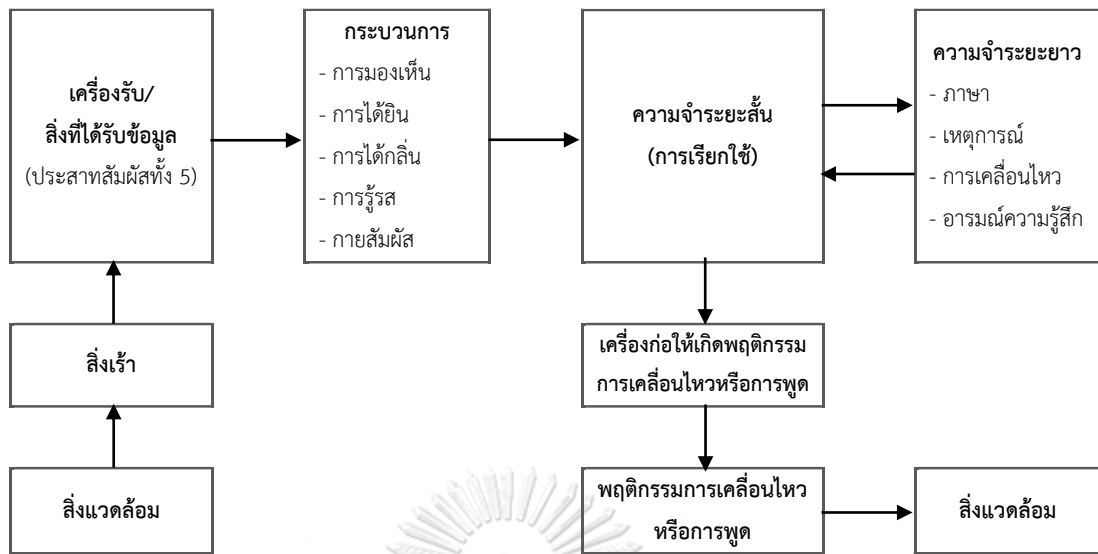 เครื่องรับ/
สิ่งที่ได้รับข้อมูล
(ประสาทสัมผัสทั้ง 5)
กระบวนการ
- การมองเห็น
- การได้ยิน
- การได้กลิ่น
- การรู้รส
- กายสัมผัส
ความจำระยะสั้น
(การเรียกใช้)
ความจำระยะยาว
- ภาษา
- เหตุการณ์
- การเคลื่อนไหว
- อารมณ์ความรู้สึก
สิ่งเร้า
เครื่องก่อให้เกิดพฤติกรรม
การเคลื่อนไหวหรือการพูด
สิ่งแวดล้อม
พฤติกรรมการเคลื่อนไหว
หรือการพูด
สิ่งแวดล้อม